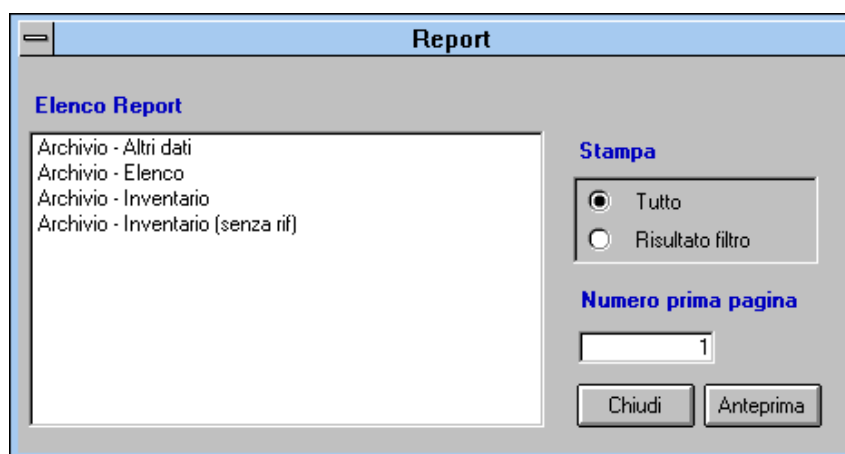 Report
Elenco Report
Archivio - Altri dati
Archivio - Elenco
Archivio - Inventario
Archivio - Inventario (senza rif)
Stampa
Tutto
Risultato filtro
Numero prima pagina
1
Chiudi
Anteprima